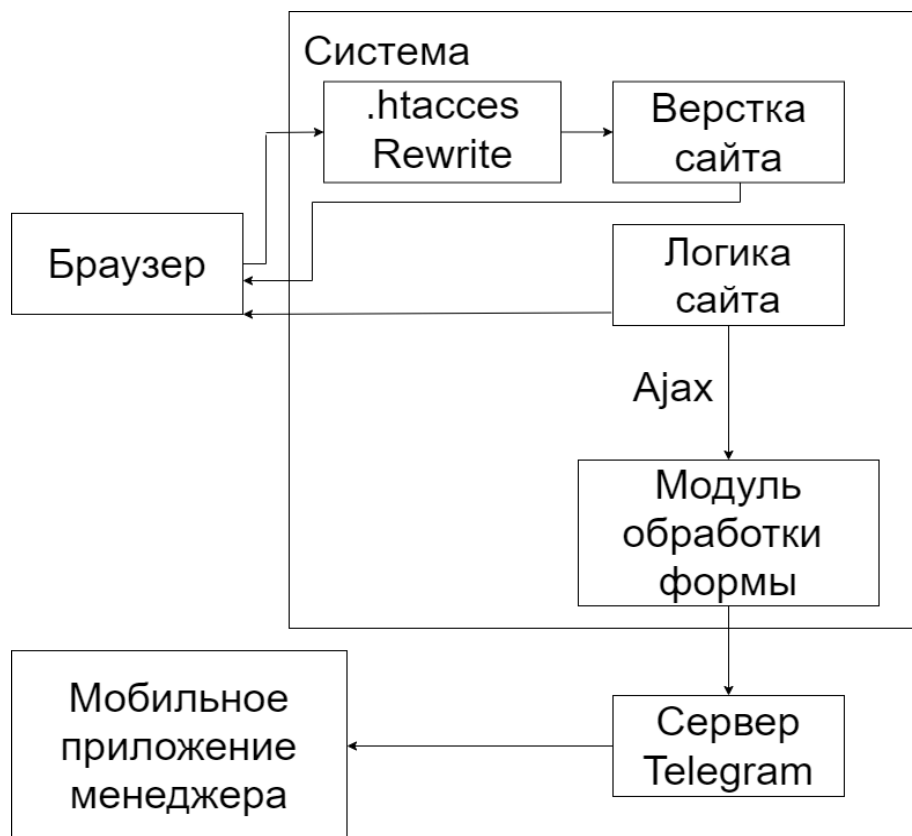 Система
.htacces
Rewrite
Верстка
сайта
Браузер
Логика
сайта
Ajax
Модуль
обработки
формы
Мобильное
приложение
менеджера
Сервер
Telegram